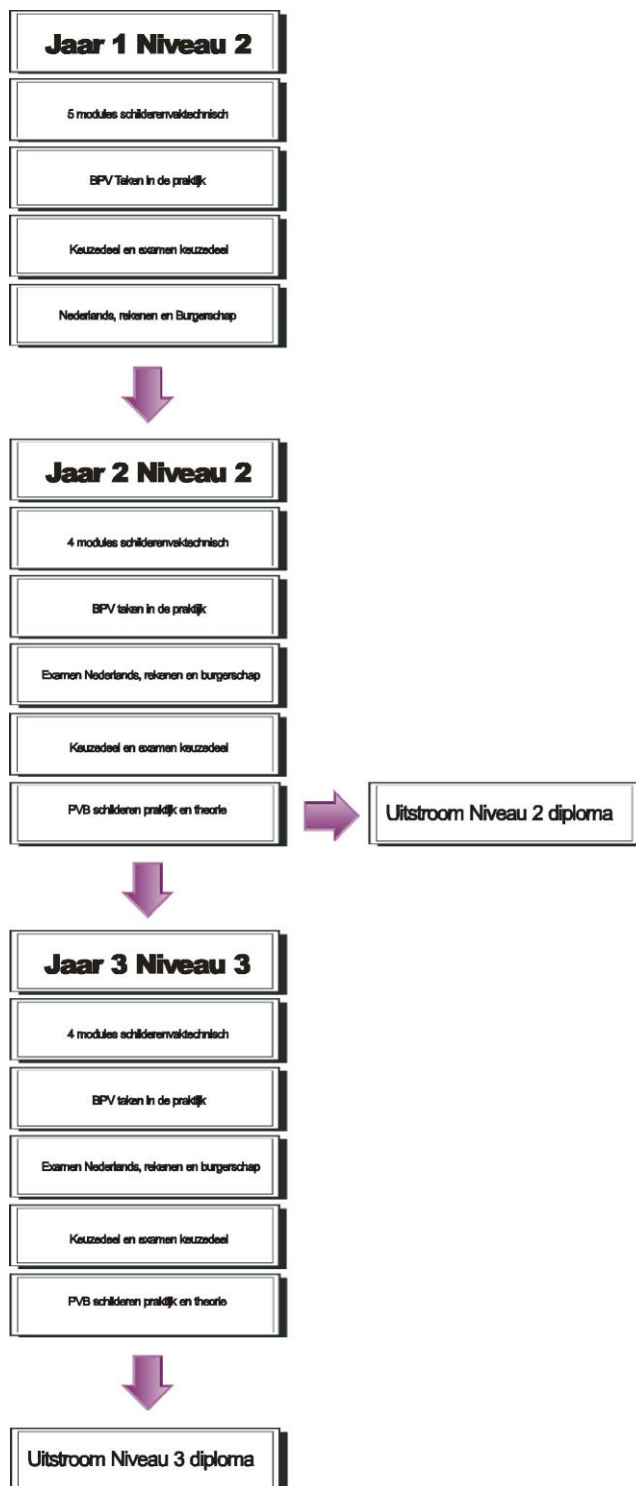 Jaar 1 Niveau 2
5 modules schilderenvaktechnisch
BPV Taken in de praktijk
Keuzedeel en examen keuzedeel
Nederlands, rekenen en Burgerschap
Jaar 2 Niveau 2
4 modules schilderenvaktechnisch
BPV taken in de praktijk
Examen Nederlands, rekenen en burgerschap
Keuzedeel en examen keuzedeel
PVB schilderen praktijk en theorie
Uitstroom Niveau 2 diploma
Jaar 3 Niveau 3
4 modules schilderenvaktechnisch
BPV taken in de praktijk
Examen Nederlands, rekenen en burgerschap
Keuzedeel en examen keuzedeel
PVB schilderen praktijk en theorie
Uitstroom Niveau 3 diploma